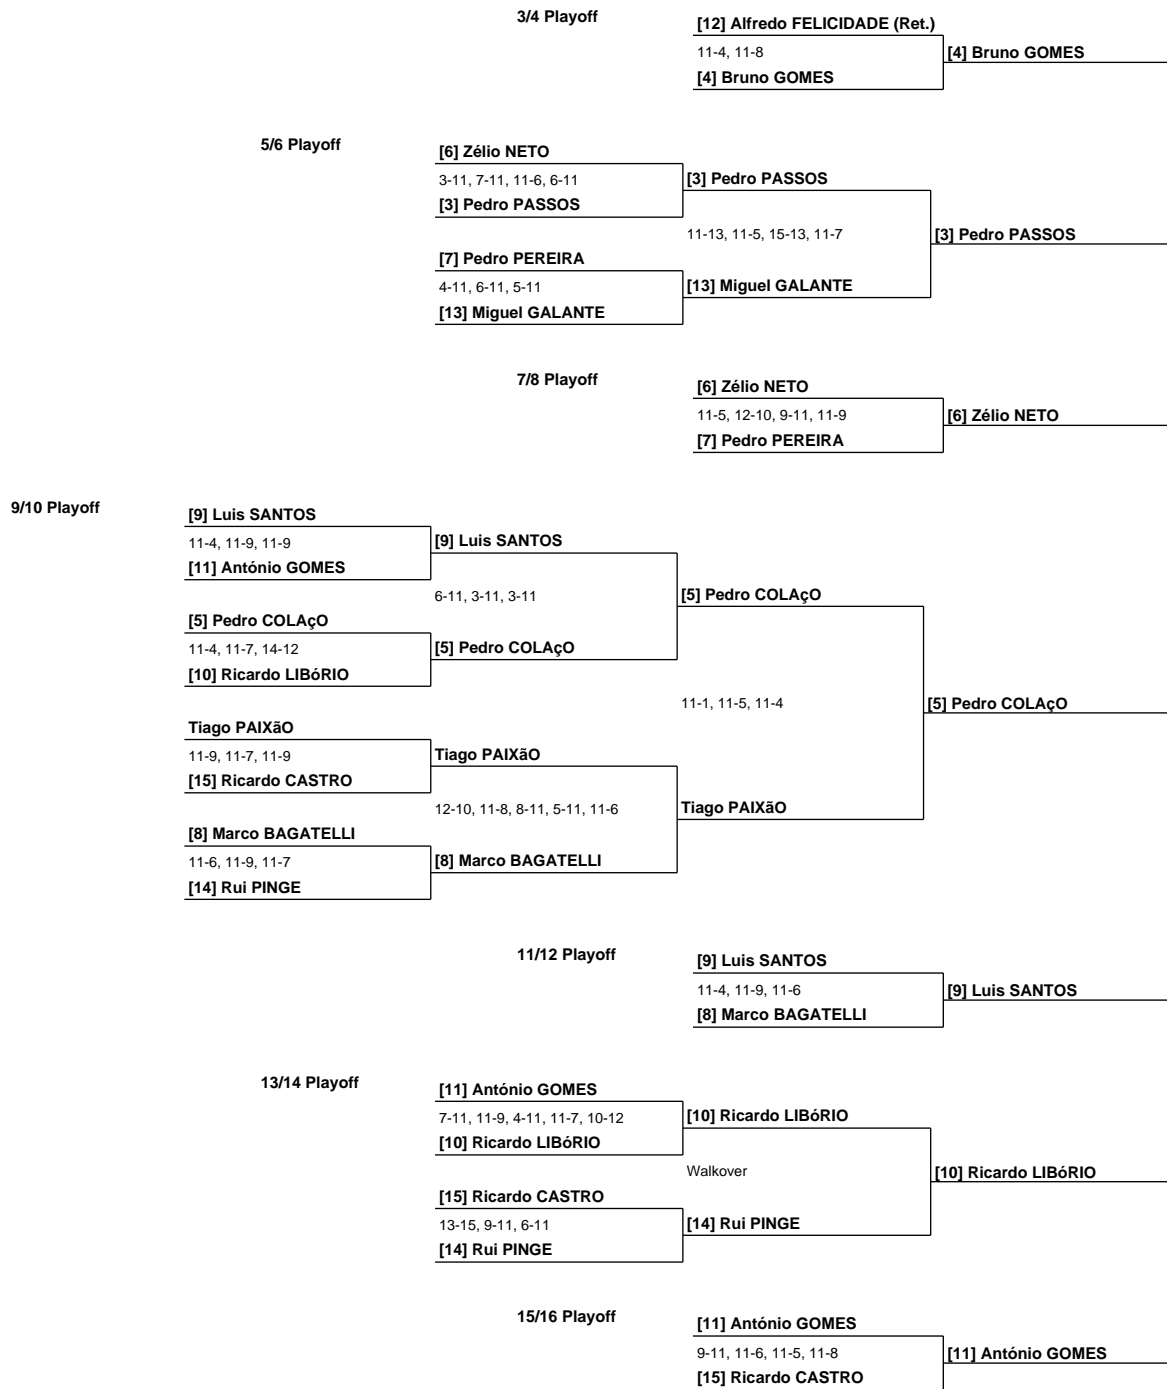 3/4 Playoff
[12] Alfredo FELICIDADE (Ret.)
11-4, 11-8
[4] Bruno GOMES
[4] Bruno GOMES
5/6 Playoff
[6] Zélio NETO
3-11, 7-11, 11-6, 6-11
[3] Pedro PASSOS
[3] Pedro PASSOS
11-13, 11-5, 15-13, 11-7
[3] Pedro PASSOS
[7] Pedro PEREIRA
4-11, 6-11, 5-11
[13] Miguel GALANTE
[13] Miguel GALANTE
7/8 Playoff
[6] Zélio NETO
11-5, 12-10, 9-11, 11-9
[6] Zélio NETO
[7] Pedro PEREIRA
9/10 Playoff
[9] Luis SANTOS
11-4, 11-9, 11-9
[9] Luis SANTOS
[11] António GOMES
6-11, 3-11, 3-11
[5] Pedro COLAçO
[5] Pedro COLAçO
11-4, 11-7, 14-12
[5] Pedro COLAçO
[10] Ricardo LIBóRIO
11-1, 11-5, 11-4
[5] Pedro COLAçO
Tiago PAIXãO
11-9, 11-7, 11-9
Tiago PAIXãO
[15] Ricardo CASTRO
12-10, 11-8, 8-11, 5-11, 11-6
Tiago PAIXãO
[8] Marco BAGATELLI
11-6, 11-9, 11-7
[8] Marco BAGATELLI
[14] Rui PINGE
11/12 Playoff
[9] Luis SANTOS
11-4, 11-9, 11-6
[9] Luis SANTOS
[8] Marco BAGATELLI
13/14 Playoff
[11] António GOMES
7-11, 11-9, 4-11, 11-7, 10-12
[10] Ricardo LIBóRIO
[10] Ricardo LIBóRIO
Walkover
[10] Ricardo LIBóRIO
[15] Ricardo CASTRO
13-15, 9-11, 6-11
[14] Rui PINGE
[14] Rui PINGE
15/16 Playoff
[11] António GOMES
9-11, 11-6, 11-5, 11-8
[11] António GOMES
[15] Ricardo CASTRO